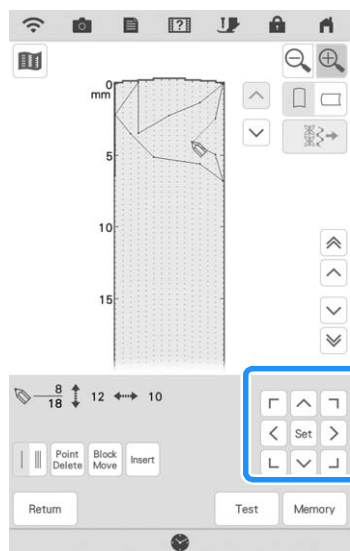 0
mm
5
10
15
8
18
12
10
Set
Point
Delete
Block
Move
Insert
Return
Test
Memory